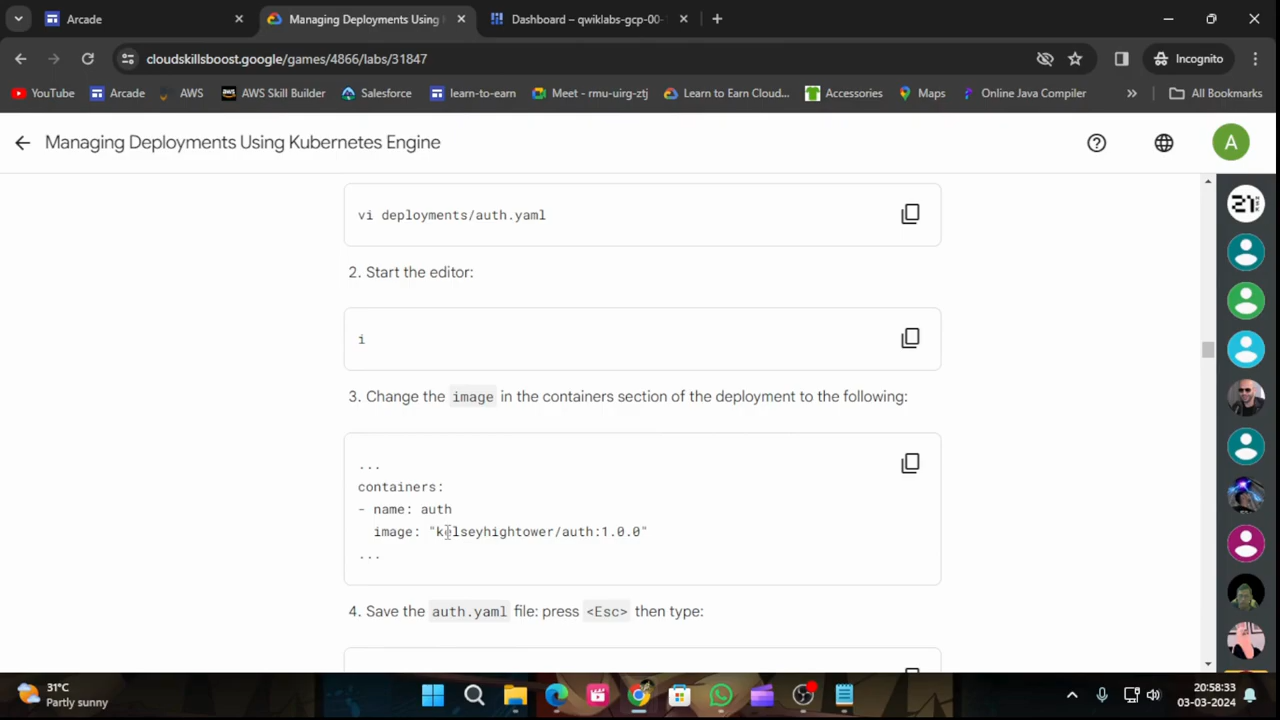 Arcade
Managing Deployments Using
Dashboard – qwiklabs-gcp-00-
cloudskillsboost.google/games/4866/labs/31847
Incognito
YouTube
Arcade
AWS
AWS Skill Builder
Salesforce
learn-to-earn
Meet - rmu-uirg-ztj
Learn to Earn Cloud...
Accessories
Maps
Online Java Compiler
»
All Bookmarks
Managing Deployments Using Kubernetes Engine
A
21
vi deployments/auth.yaml
2. Start the editor:
i
3. Change the image in the containers section of the deployment to the following:
...
containers:
- name: auth
image: "kelseyhightower/auth:1.0.0"
...
4. Save the auth.yaml file: press <Esc> then type:
31°C
Partly sunny
20:58:33
03-03-2024